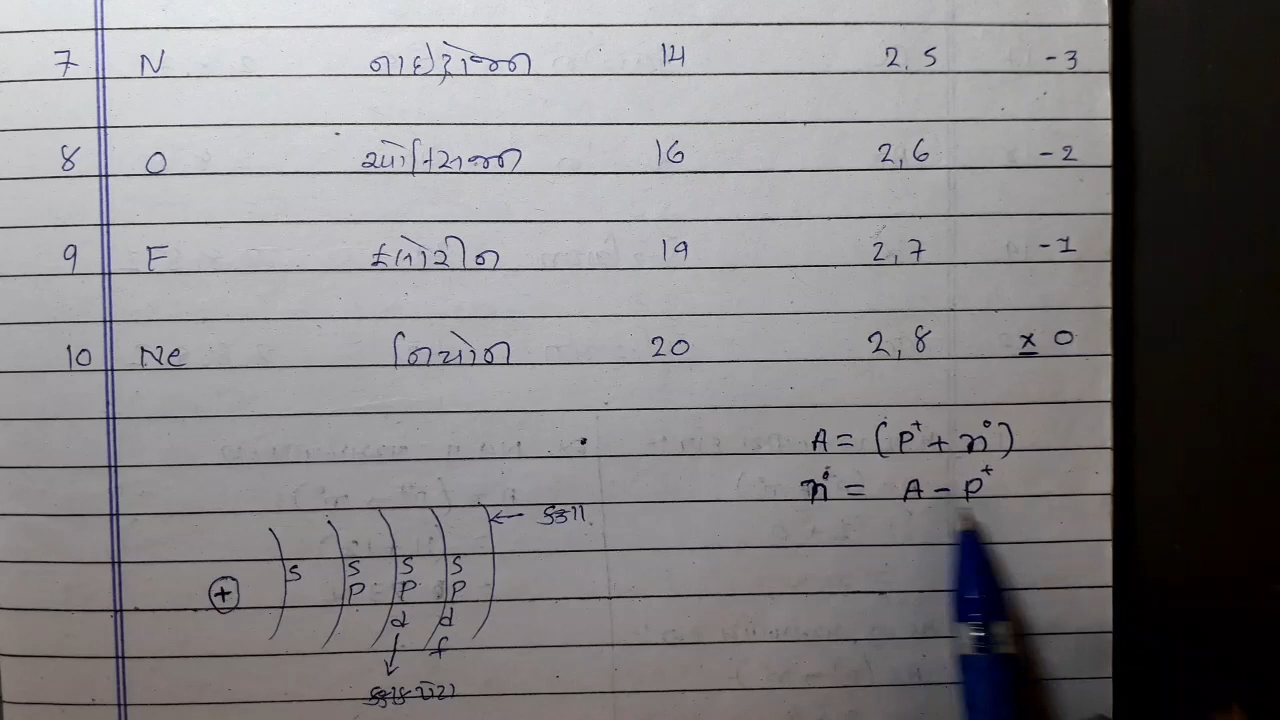 7 N નાઇટ્રોજન 14 2, 5 -3
8 O ઓક્સિજન 16 2,6 -2
9 F ફ્લોરીન 19 2,7 -1
10 Ne નિયોન 20 2,8 x 0
A = (P⁺ + n⁰)
n⁰ = A - P⁺
← કક્ષા
+ S S S S
P P P
d d
f